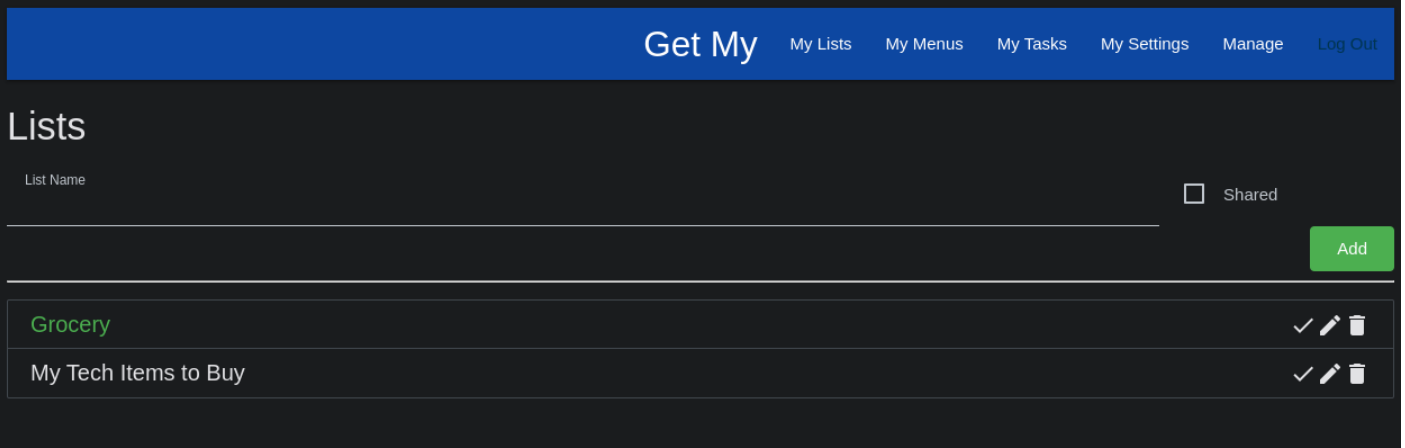 Get My My Lists My Menus My Tasks My Settings Manage Log Out
Lists
List Name
Shared
Add
Grocery
My Tech Items to Buy